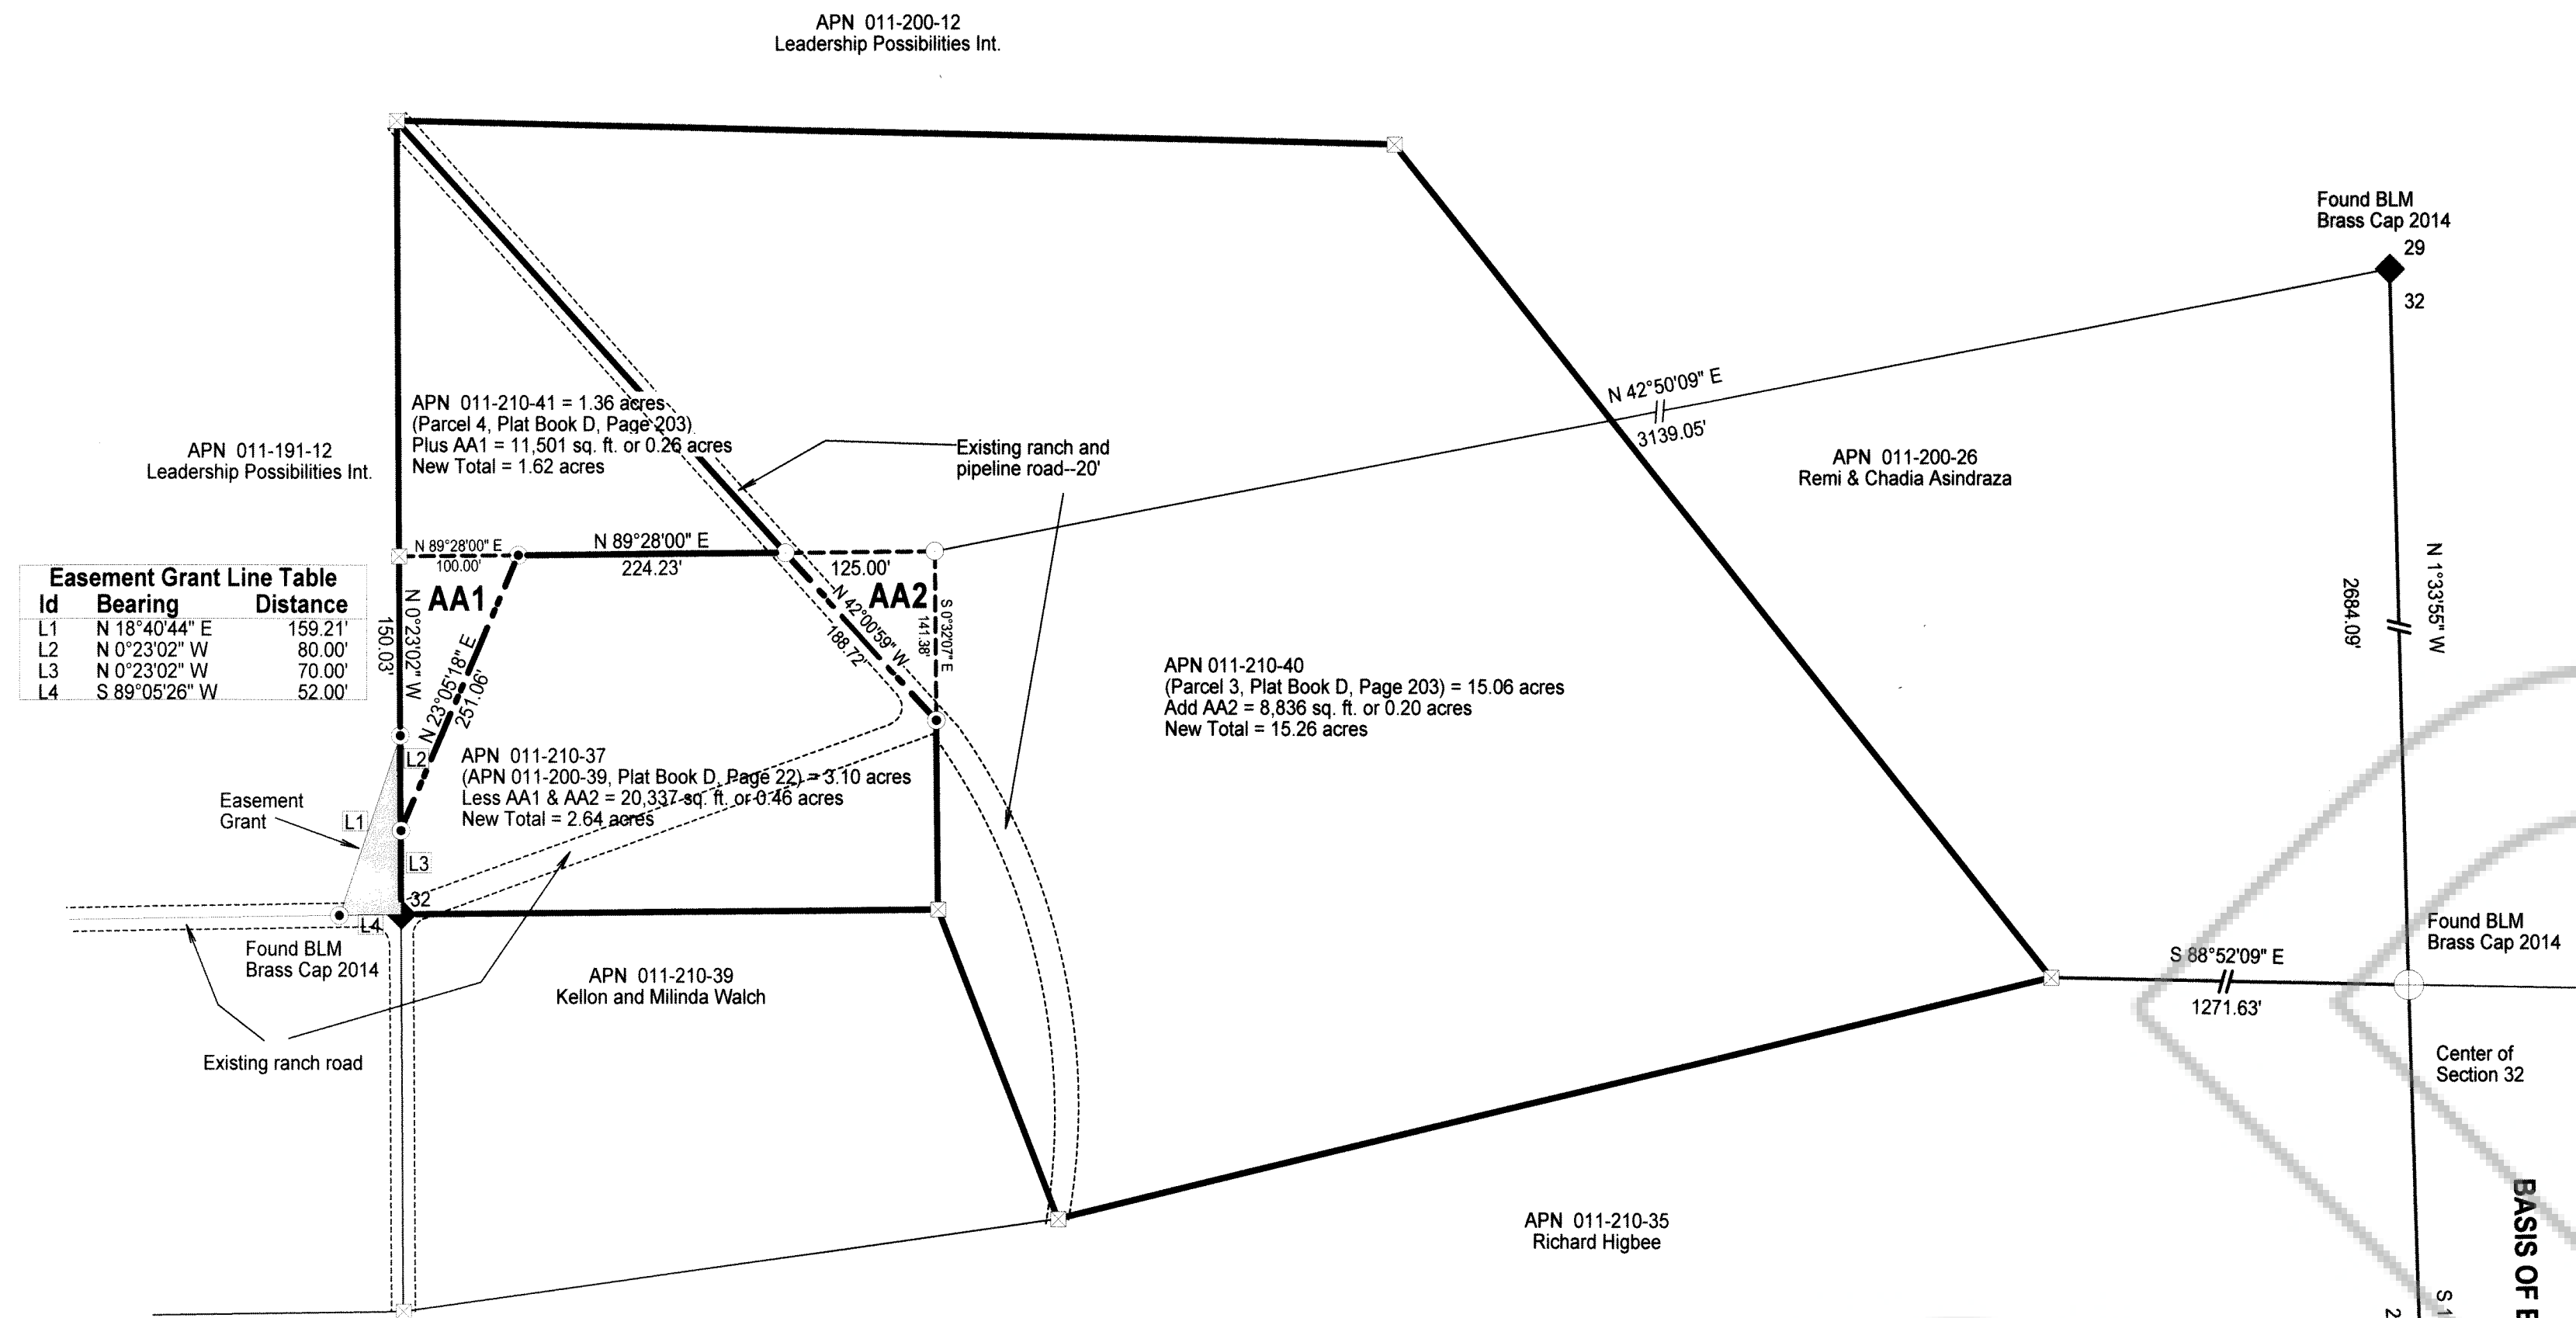 APN 011-200-12
Leadership Possibilities Int.
Found BLM
Brass Cap 2014
29
32
N 42°50'09" E
3139.05'
APN 011-210-41 = 1.36 acres
(Parcel 4, Plat Book D, Page 203)
Plus AA1 = 11,501 sq. ft. or 0.26 acres
New Total = 1.62 acres
APN 011-191-12
Leadership Possibilities Int.
Existing ranch and
pipeline road--20'
APN 011-200-26
Remi & Chadia Asindraza
N 89°28'00" E
100.00'
N 89°28'00" E
224.23'
125.00'
AA1
AA2
N 0°23'02" W
150.03'
N 23°05'18" E
251.06'
N 42°00'59" W
188.72'
S 0°32'07" E
141.38'
N 1°33'55" W
2684.09'
Easement Grant Line Table
Id Bearing Distance
L1 N 18°40'44" E 159.21'
L2 N 0°23'02" W 80.00'
L3 N 0°23'02" W 70.00'
L4 S 89°05'26" W 52.00'
APN 011-210-40
(Parcel 3, Plat Book D, Page 203) = 15.06 acres
Add AA2 = 8,836 sq. ft. or 0.20 acres
New Total = 15.26 acres
L2
APN 011-210-37
(APN 011-200-39, Plat Book D, Page 22) = 3.10 acres
Less AA1 & AA2 = 20,337 sq. ft. or 0.46 acres
New Total = 2.64 acres
Easement
Grant
L1
L3
32
L4
Found BLM
Brass Cap 2014
APN 011-210-39
Kellon and Milinda Walch
Existing ranch road
S 88°52'09" E
1271.63'
Found BLM
Brass Cap 2014
Center of
Section 32
APN 011-210-35
Richard Higbee
BASIS OF
S 1
2